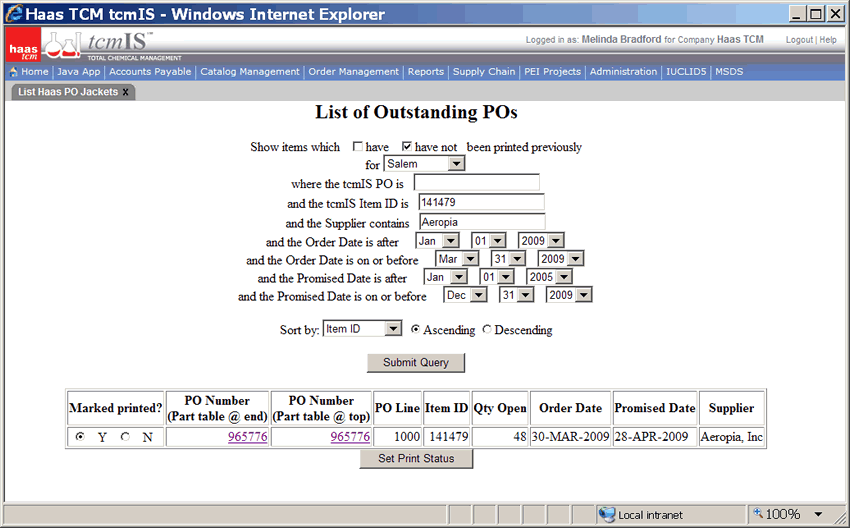 Haas TCM tcmIS - Windows Internet Explorer
haas tcm tcmIS™ TOTAL CHEMICAL MANAGEMENT Logged in as: Melinda Bradford for Company Haas TCM Logout | Help
Home | Java App | Accounts Payable | Catalog Management | Order Management | Reports | Supply Chain | PEI Projects | Administration | IUCLID5 | MSDS
List Haas PO Jackets x
List of Outstanding POs
Show items which have have not been printed previously
for Salem
where the tcmIS PO is
and the tcmIS Item ID is 141479
and the Supplier contains Aeropia
and the Order Date is after Jan 01 2009
and the Order Date is on or before Mar 31 2009
and the Promised Date is after Jan 01 2005
and the Promised Date is on or before Dec 31 2009
Sort by: Item ID Ascending Descending
Submit Query
Marked printed? PO Number (Part table @ end) PO Number (Part table @ top) PO Line Item ID Qty Open Order Date Promised Date Supplier
Y N 965776 965776 1000 141479 48 30-MAR-2009 28-APR-2009 Aeropia, Inc
Set Print Status
Local intranet 100%